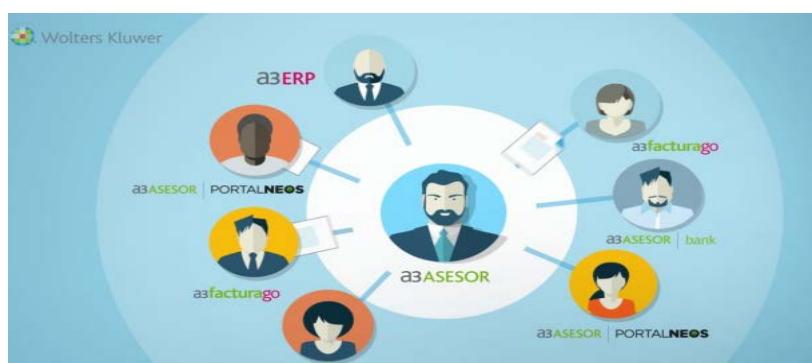 Wolters Kluwer
a3ERP
a3facturago
a3ASESOR | PORTALNEOS
a3ASESOR | bank
a3ASESOR
a3facturago
a3ASESOR | PORTALNEOS